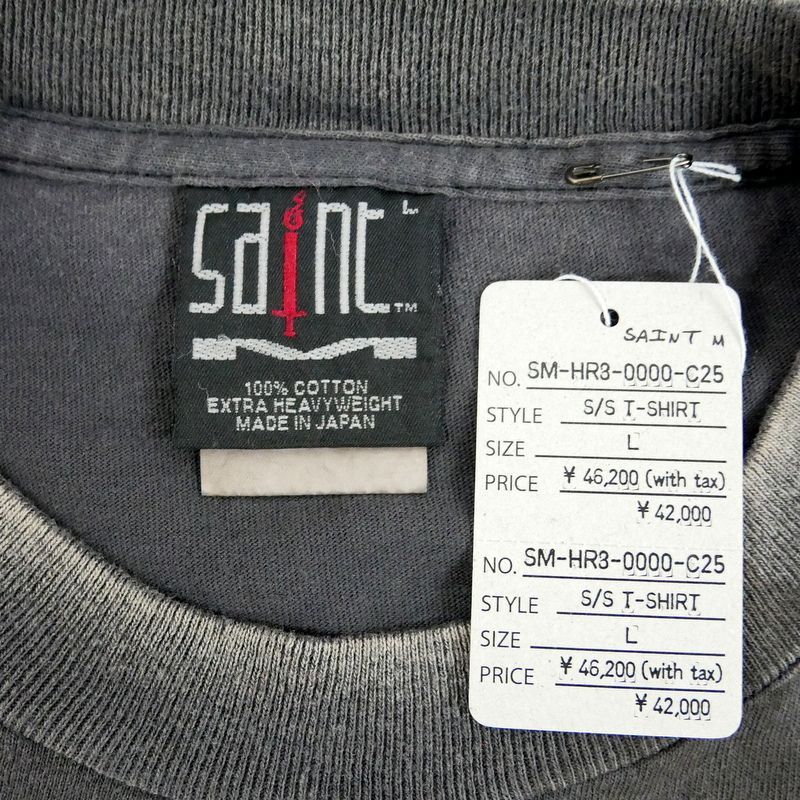 saint L
TM
100% COTTON
EXTRA HEAVYWEIGHT
MADE IN JAPAN
SAINT M
NO. SM-HR3-0000-C25
STYLE S/S T-SHIRT
SIZE L
PRICE ¥ 46,200 (with tax)
¥ 42,000
NO. SM-HR3-0000-C25
STYLE S/S T-SHIRT
SIZE L
PRICE ¥ 46,200 (with tax)
¥ 42,000